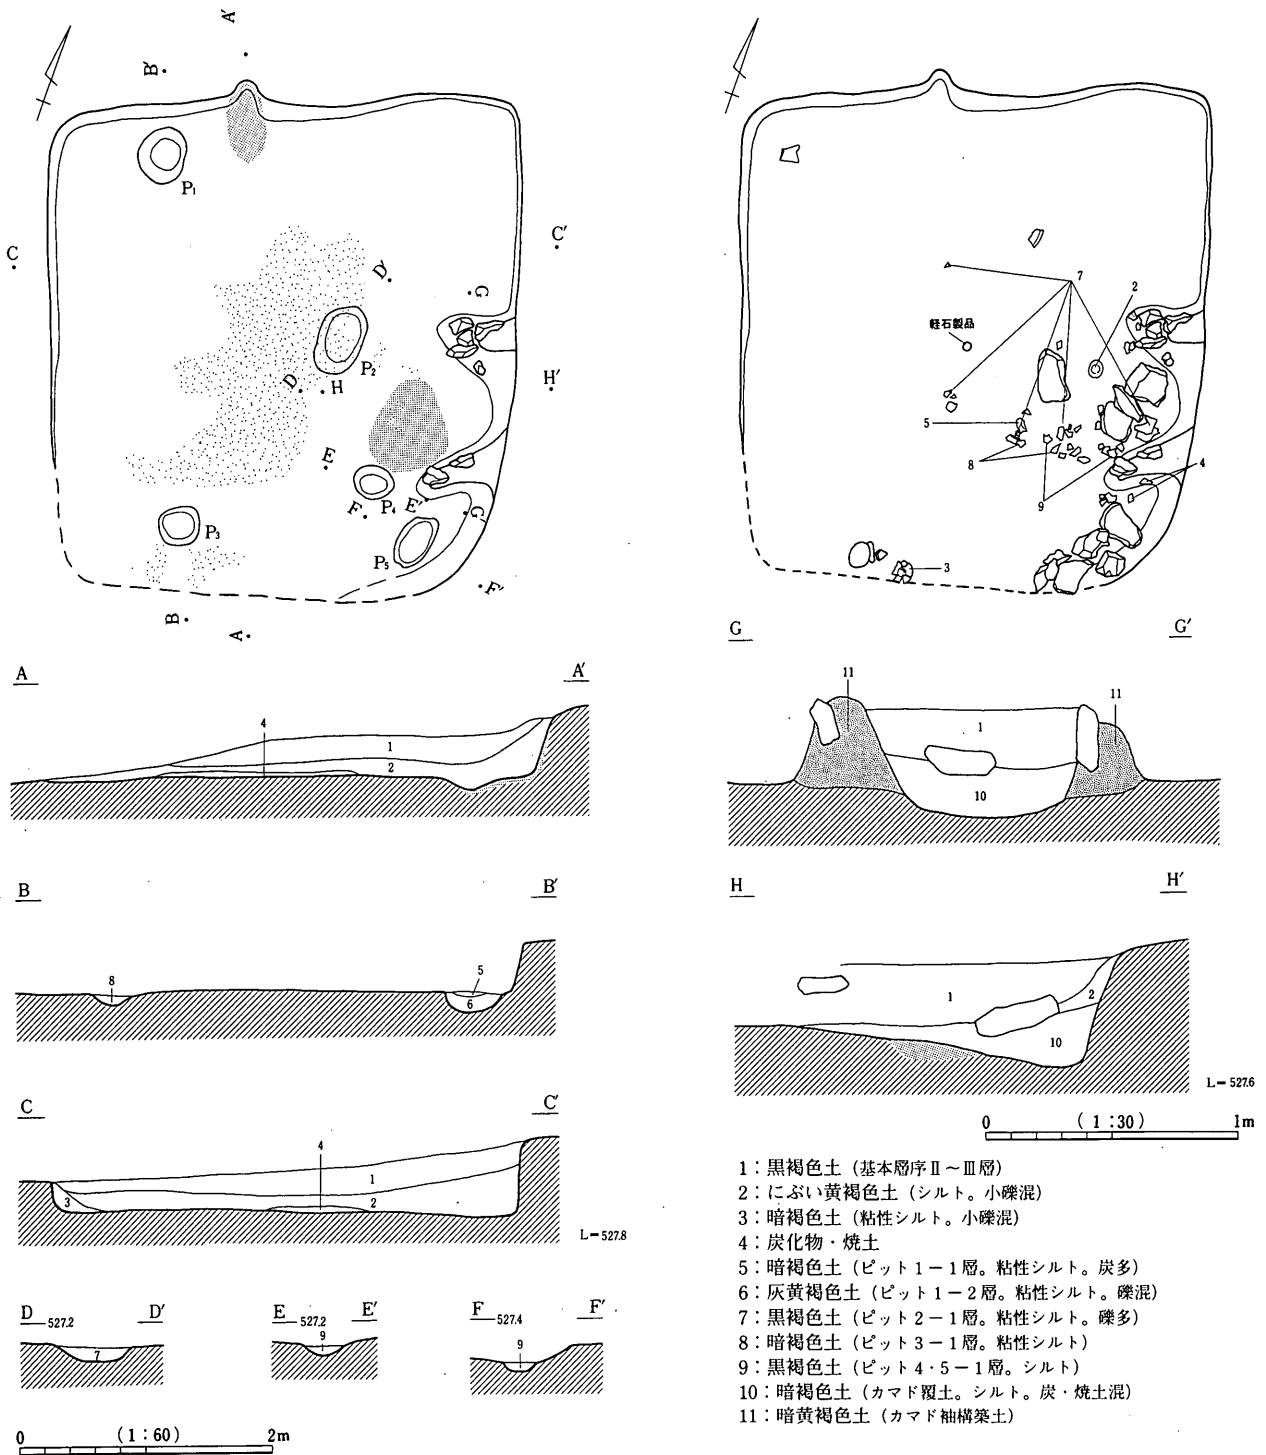 A′
B′
P₁
C
C′
D′
G
P₂
D
H
H′
E
F
P₄
E′
G′
P₃
P₅
F′
B
A
7
2
軽石製品
5
8
4
9
3
A
A′
4
1
2
B
B′
8
5
6
C
C′
4
1
3
2
L=527.8
D
527.2
D′
7
E
527.2
E′
9
F
527.4
F′
9
0 (1:60) 2m
G
G′
11
11
1
10
H
H′
1
2
10
L=527.6
0 (1:30) 1m
1：黒褐色土（基本層序Ⅱ～Ⅲ層）
2：にぶい黄褐色土（シルト。小礫混）
3：暗褐色土（粘性シルト。小礫混）
4：炭化物・焼土
5：暗褐色土（ピット1－1層。粘性シルト。炭多）
6：灰黄褐色土（ピット1－2層。粘性シルト。礫混）
7：黒褐色土（ピット2－1層。粘性シルト。礫多）
8：暗褐色土（ピット3－1層。粘性シルト）
9：黒褐色土（ピット4・5－1層。シルト）
10：暗褐色土（カマド覆土。シルト。炭・焼土混）
11：暗黄褐色土（カマド袖構築土）